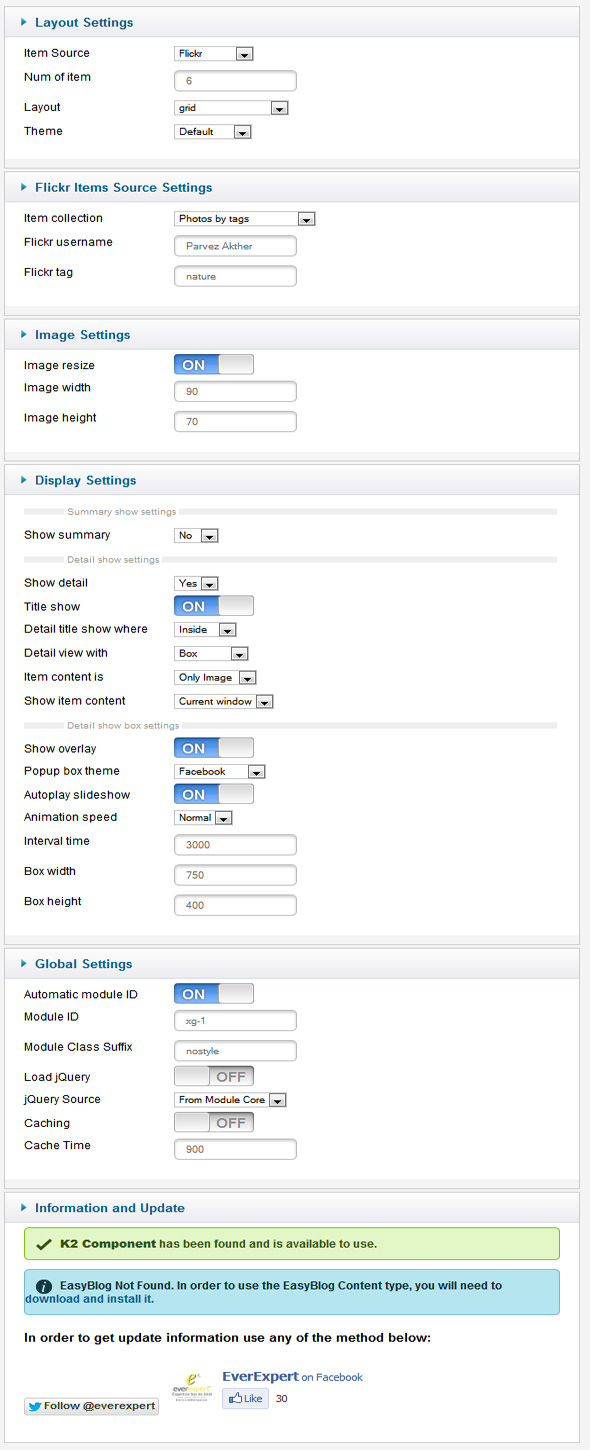 Layout Settings
Item Source Flickr
Num of item 6
Layout grid
Theme Default
Flickr Items Source Settings
Item collection Photos by tags
Flickr username Parvez Akther
Flickr tag nature
Image Settings
Image resize ON
Image width 90
Image height 70
Display Settings
Summary show settings
Show summary No
Detail show settings
Show detail Yes
Title show ON
Detail title show where Inside
Detail view with Box
Item content is Only Image
Show item content Current window
Detail show box settings
Show overlay ON
Popup box theme Facebook
Autoplay slideshow ON
Animation speed Normal
Interval time 3000
Box width 750
Box height 400
Global Settings
Automatic module ID ON
Module ID xg-1
Module Class Suffix nostyle
Load jQuery OFF
jQuery Source From Module Core
Caching OFF
Cache Time 900
Information and Update
K2 Component has been found and is available to use.
EasyBlog Not Found. In order to use the EasyBlog Content type, you will need to
download and install it.
In order to get update information use any of the method below:
EverExpert on Facebook
everexpert
Like 30
Follow @everexpert